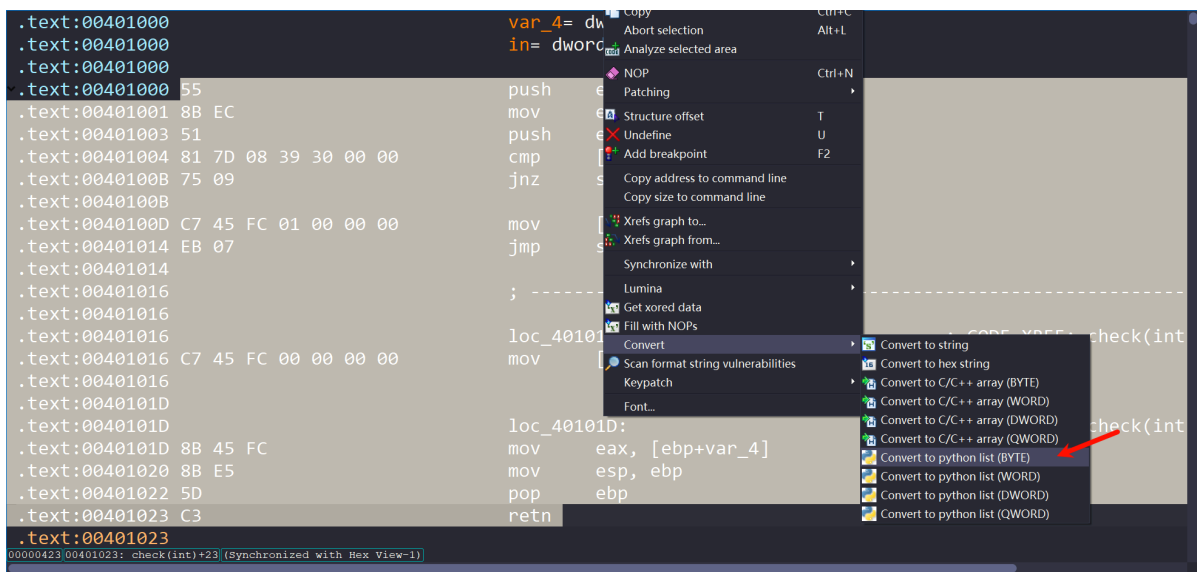 .text:00401000 var_4= dw Copy Ctrl+C
.text:00401000 in= dword Abort selection Alt+L
.text:00401000 Analyze selected area
.text:00401000 55 push NOP Ctrl+N
.text:00401001 8B EC mov Patching
.text:00401003 51 push Structure offset T
Undefine U
.text:00401004 81 7D 08 39 30 00 00 cmp [ Add breakpoint F2
.text:0040100B 75 09 jnz s Copy address to command line
.text:0040100B Copy size to command line
.text:0040100D C7 45 FC 01 00 00 00 mov [ Xrefs graph to...
.text:00401014 EB 07 jmp s Xrefs graph from...
.text:00401014 Synchronize with
.text:00401016 ; ---- Lumina
.text:00401016 Get xored data
Fill with NOPs
.text:00401016 loc_40101 Convert ; CODE XREF: check(int
Convert to string
.text:00401016 C7 45 FC 00 00 00 00 mov [ Scan format string vulnerabilities Convert to hex string
.text:00401016 Keypatch Convert to C/C++ array (BYTE)
.text:0040101D Font... Convert to C/C++ array (WORD)
.text:0040101D loc_40101D: Convert to C/C++ array (DWORD) check(int
Convert to C/C++ array (QWORD)
.text:0040101D 8B 45 FC mov eax, [ebp+var_4] Convert to python list (BYTE)
.text:00401020 8B E5 mov esp, ebp Convert to python list (WORD)
.text:00401022 5D pop ebp Convert to python list (DWORD)
.text:00401023 C3 retn Convert to python list (QWORD)
.text:00401023
00000423 00401023: check(int)+23 (Synchronized with Hex View-1)